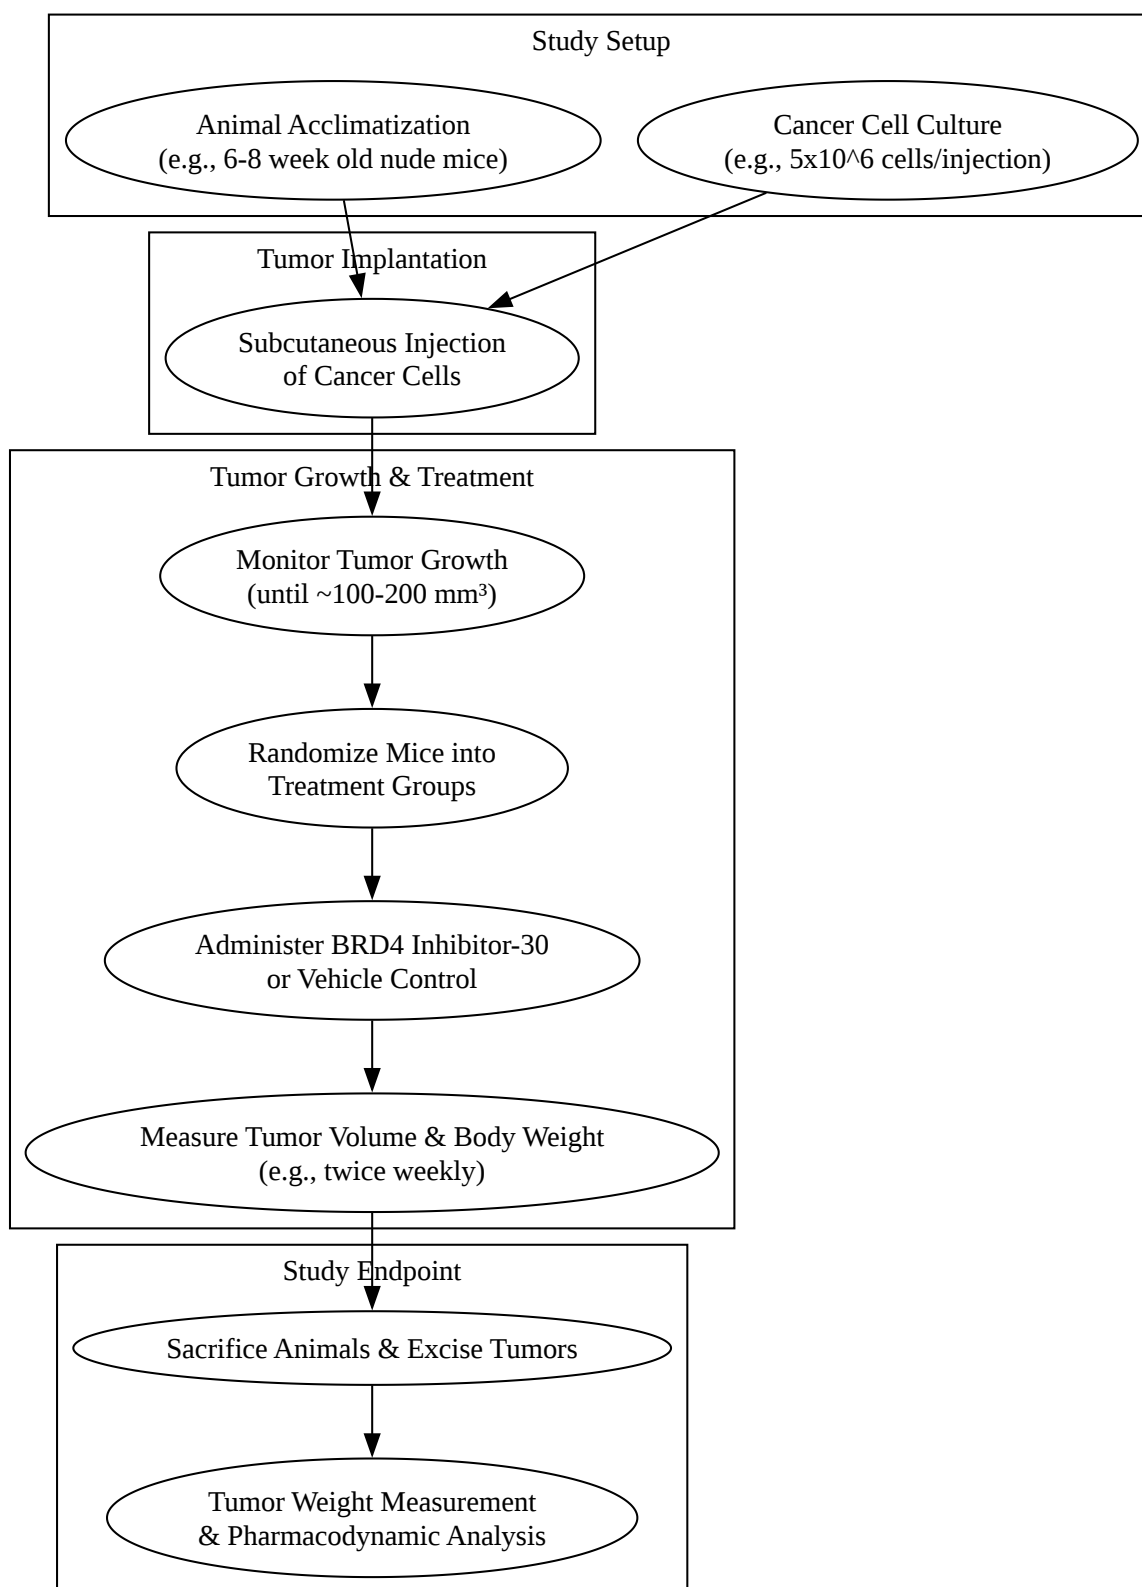 Study Setup
Animal Acclimatization
(e.g., 6-8 week old nude mice)
Cancer Cell Culture
(e.g., 5x10^6 cells/injection)
Tumor Implantation
Subcutaneous Injection
of Cancer Cells
Tumor Growth & Treatment
Monitor Tumor Growth
(until ~100-200 mm³)
Randomize Mice into
Treatment Groups
Administer BRD4 Inhibitor-30
or Vehicle Control
Measure Tumor Volume & Body Weight
(e.g., twice weekly)
Study Endpoint
Sacrifice Animals & Excise Tumors
Tumor Weight Measurement
& Pharmacodynamic Analysis